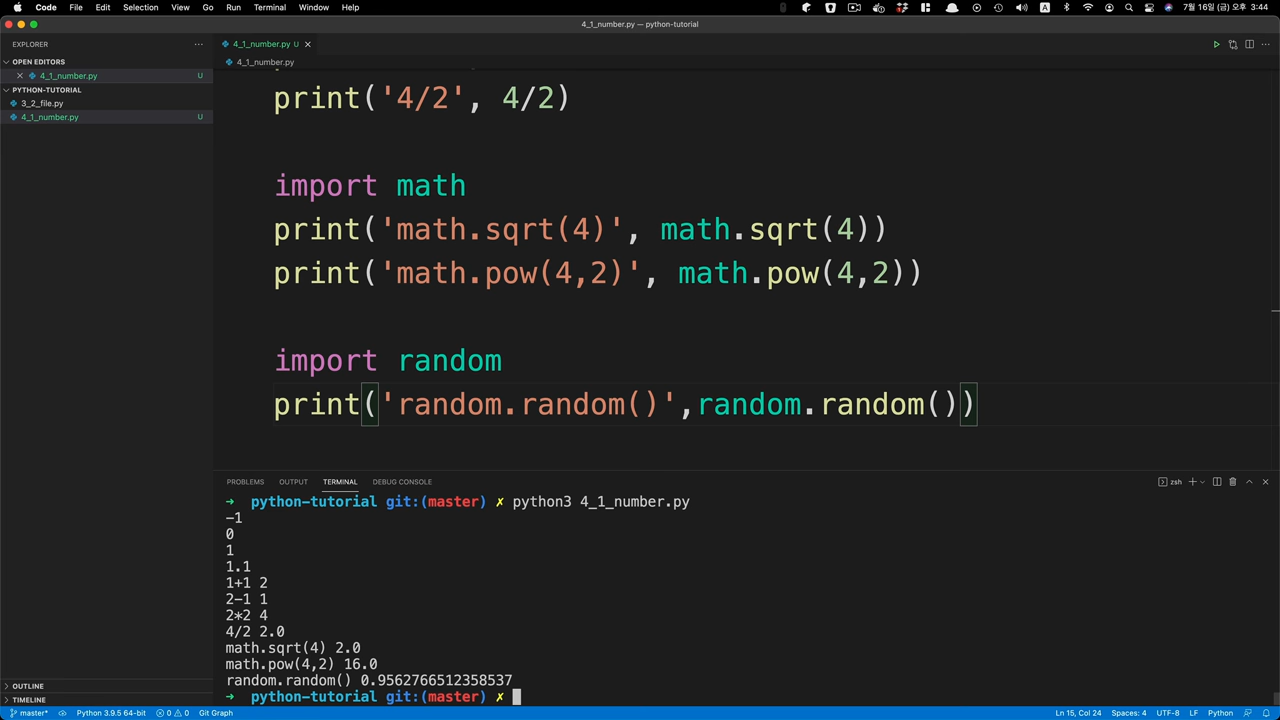 Code File Edit Selection View Go Run Terminal Window Help
A
7월 16일 (금) 오후 3:44
4_1_number.py — python-tutorial
EXPLORER
OPEN EDITORS
4_1_number.py U
PYTHON-TUTORIAL
3_2_file.py
4_1_number.py U
OUTLINE
TIMELINE
4_1_number.py U
4_1_number.py
print('4/2', 4/2)
import math
print('math.sqrt(4)', math.sqrt(4))
print('math.pow(4,2)', math.pow(4,2))
import random
print('random.random()',random.random())
PROBLEMS OUTPUT TERMINAL DEBUG CONSOLE
zsh
➜ python-tutorial git:(master) ✗ python3 4_1_number.py
-1
0
1
1.1
1+1 2
2-1 1
2*2 4
4/2 2.0
math.sqrt(4) 2.0
math.pow(4,2) 16.0
random.random() 0.9562766512358537
➜ python-tutorial git:(master) ✗
master* Python 3.9.5 64-bit 0 0 Git Graph
Ln 15, Col 24 Spaces: 4 UTF-8 LF Python